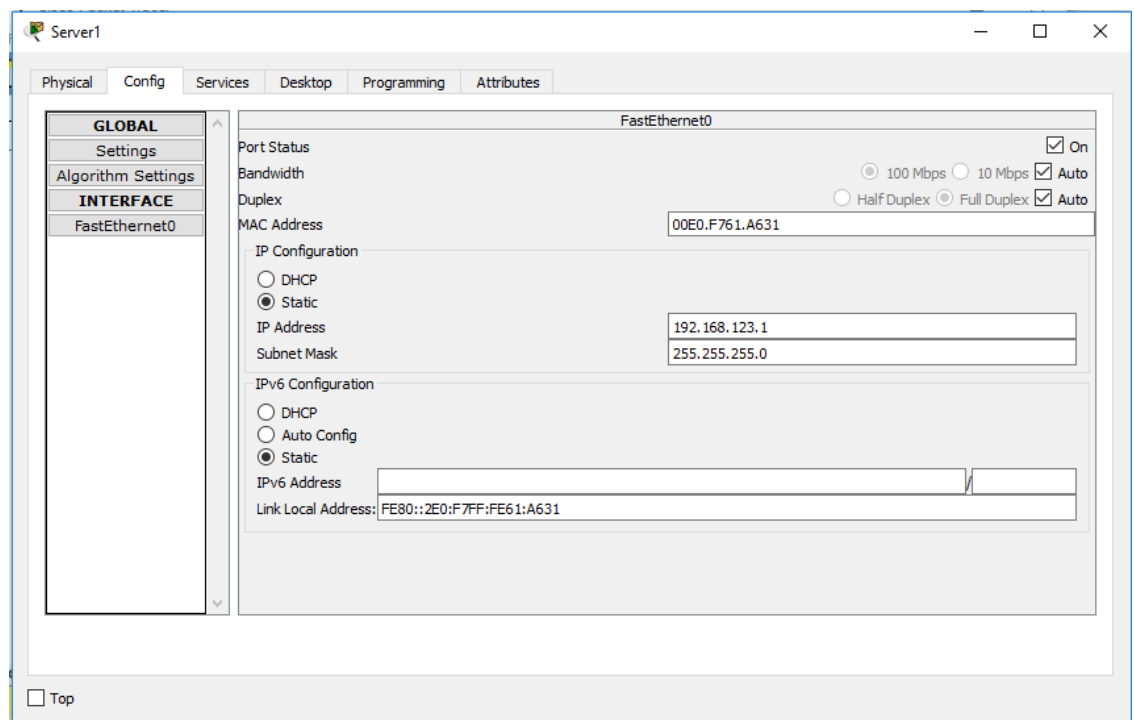 Server1
Physical Config Services Desktop Programming Attributes
GLOBAL
Settings
Algorithm Settings
INTERFACE
FastEthernet0
FastEthernet0
Port Status On
Bandwidth 100 Mbps 10 Mbps Auto
Duplex Half Duplex Full Duplex Auto
MAC Address 00E0.F761.A631
IP Configuration
DHCP
Static
IP Address 192.168.123.1
Subnet Mask 255.255.255.0
IPv6 Configuration
DHCP
Auto Config
Static
IPv6 Address /
Link Local Address: FE80::2E0:F7FF:FE61:A631
Top